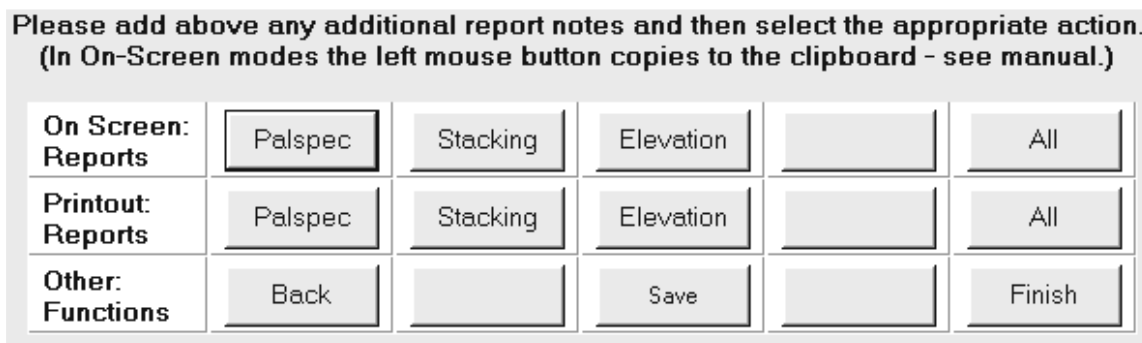 Please add above any additional report notes and then select the appropriate action.
(In On-Screen modes the left mouse button copies to the clipboard - see manual.)
On Screen:
Reports
Palspec
Stacking
Elevation
All
Printout:
Reports
Palspec
Stacking
Elevation
All
Other:
Functions
Back
Save
Finish